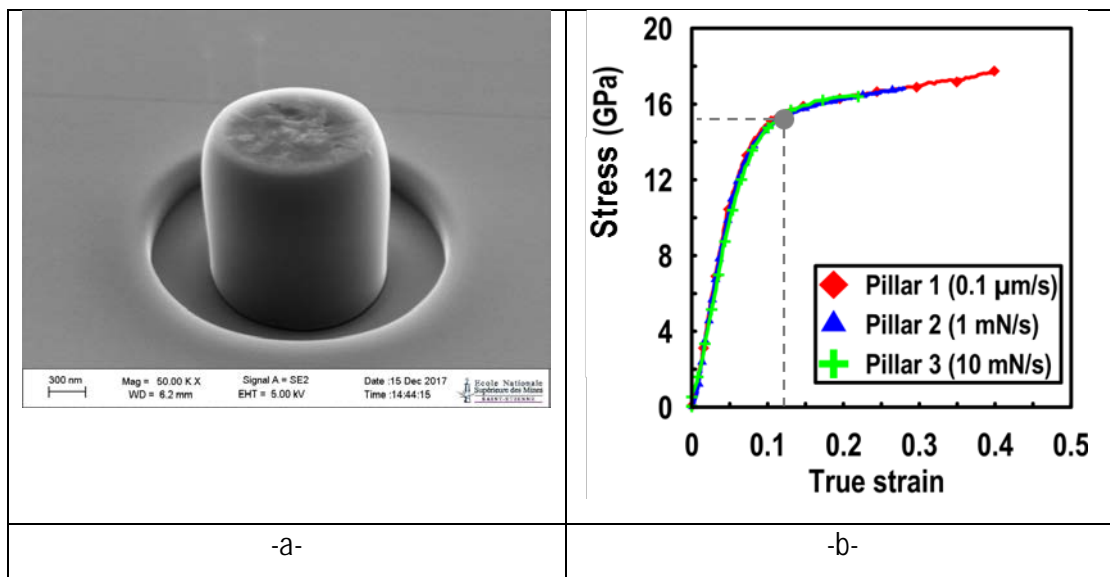 300 nm
Mag = 50.00 K X
WD = 6.2 mm
Signal A = SE2
EHT = 5.00 kV
Date :15 Dec 2017
Time :14:44:15
Ecole Nationale
Supérieure des Mines
SAINT-ETIENNE
-a-
Stress (GPa)
20
16
12
8
4
0
Pillar 1 (0.1 µm/s)
Pillar 2 (1 mN/s)
Pillar 3 (10 mN/s)
0 0.1 0.2 0.3 0.4 0.5
True strain
-b-